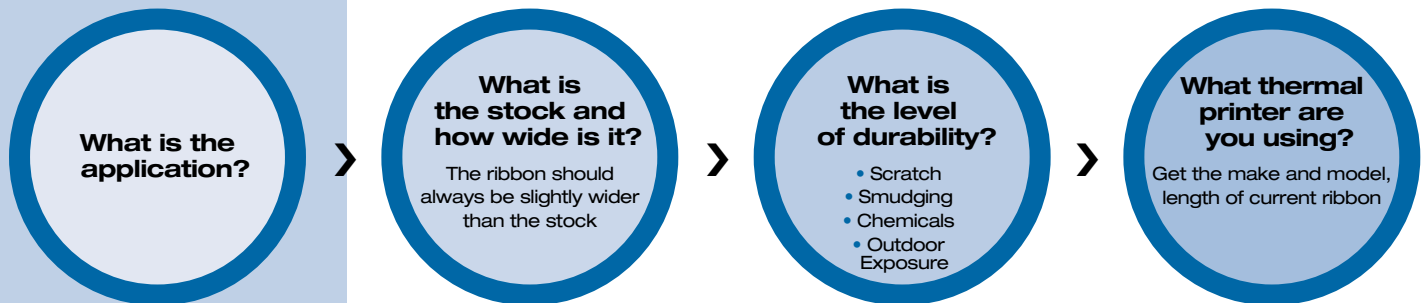 What is the
application?
❯
What is
the stock and
how wide is it?
The ribbon should
always be slightly wider
than the stock
❯
What is
the level
of durability?
• Scratch
• Smudging
• Chemicals
• Outdoor
Exposure
❯
What thermal
printer are
you using?
Get the make and model,
length of current ribbon